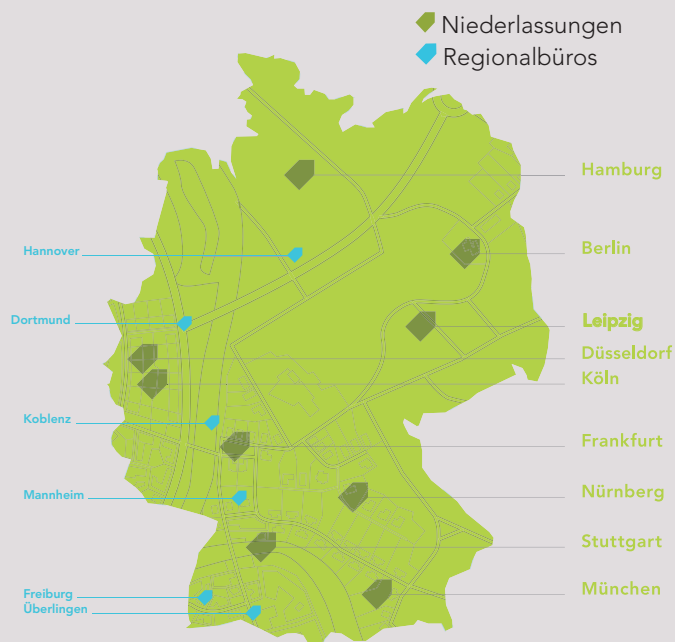 Niederlassungen
Regionalbüros
Hamburg
Hannover
Berlin
Dortmund
Leipzig
Düsseldorf
Köln
Koblenz
Frankfurt
Mannheim
Nürnberg
Stuttgart
München
Freiburg
Überlingen